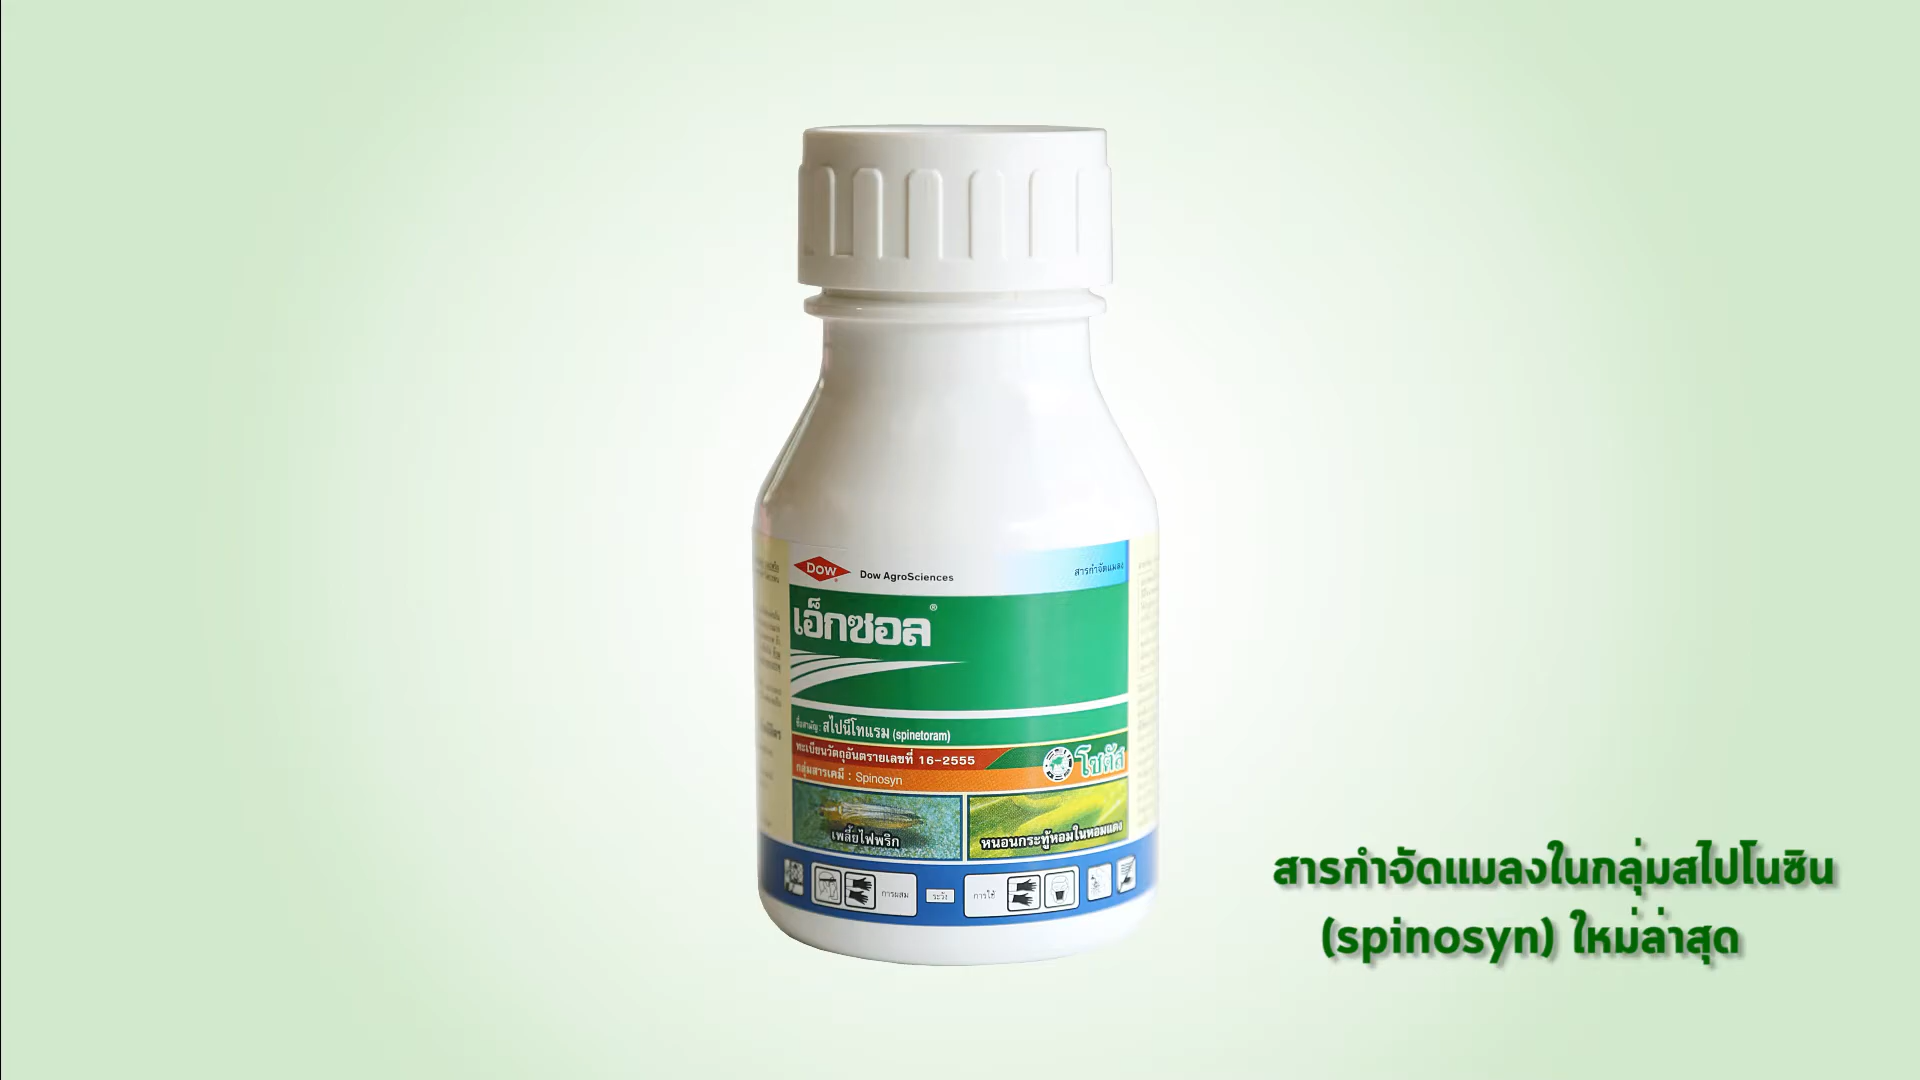 DOW
Dow AgroSciences
สารกำจัดแมลง
เอ็กซอล®
ชื่อสามัญ : สไปนีโทแรม (spinetoram)
ทะเบียนวัตถุอันตรายเลขที่ 16-2555
กลุ่มสารเคมี : Spinosyn
โซตัส
เพลี้ยไฟพริก
หนอนกระทู้หอมในหอมแดง
การผสม
ระวัง
การใช้
สารกำจัดแมลงในกลุ่มสไปโนซิน
(spinosyn) ใหม่ล่าสุด